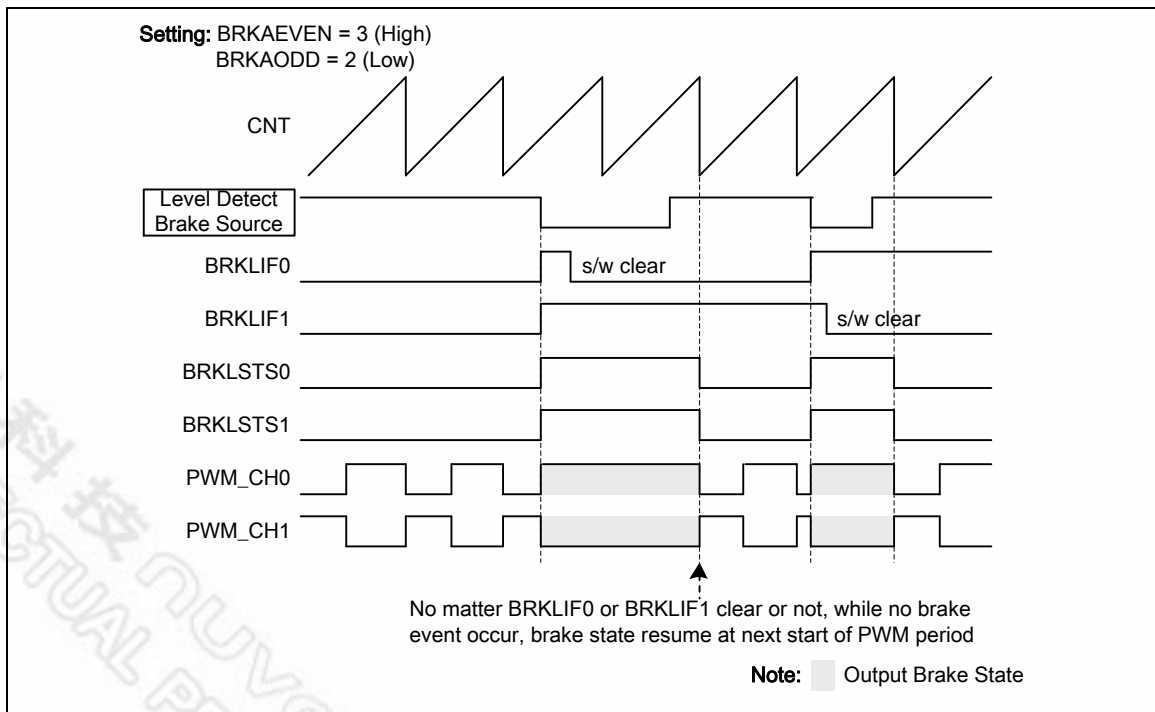 Setting: BRKAEVEN = 3 (High)
BRKAODD = 2 (Low)
CNT
Level Detect
Brake Source
BRKLIF0
s/w clear
BRKLIF1
s/w clear
BRKLSTS0
BRKLSTS1
PWM_CH0
PWM_CH1
No matter BRKLIF0 or BRKLIF1 clear or not, while no brake
event occur, brake state resume at next start of PWM period
Note: Output Brake State
科技